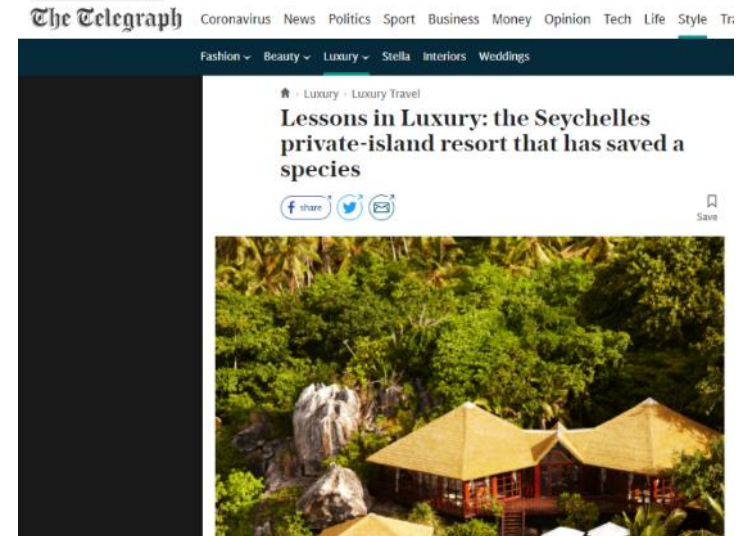 The Telegraph
Coronavirus News Politics Sport Business Money Opinion Tech Life Style
Fashion Beauty Luxury Stella Interiors Weddings
Luxury Luxury Travel
Lessons in Luxury: the Seychelles
private-island resort that has saved a
species
share
Save